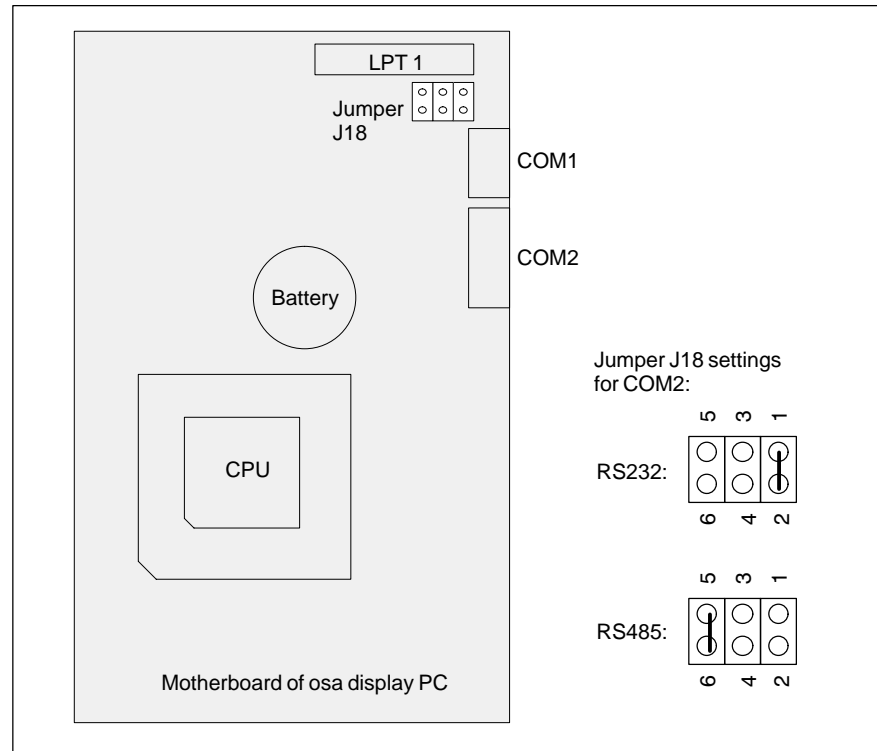 LPT 1
Jumper
J18
COM1
COM2
Battery
Jumper J18 settings
for COM2:
5 3 1
RS232:
6 4 2
CPU
5 3 1
RS485:
6 4 2
Motherboard of osa display PC